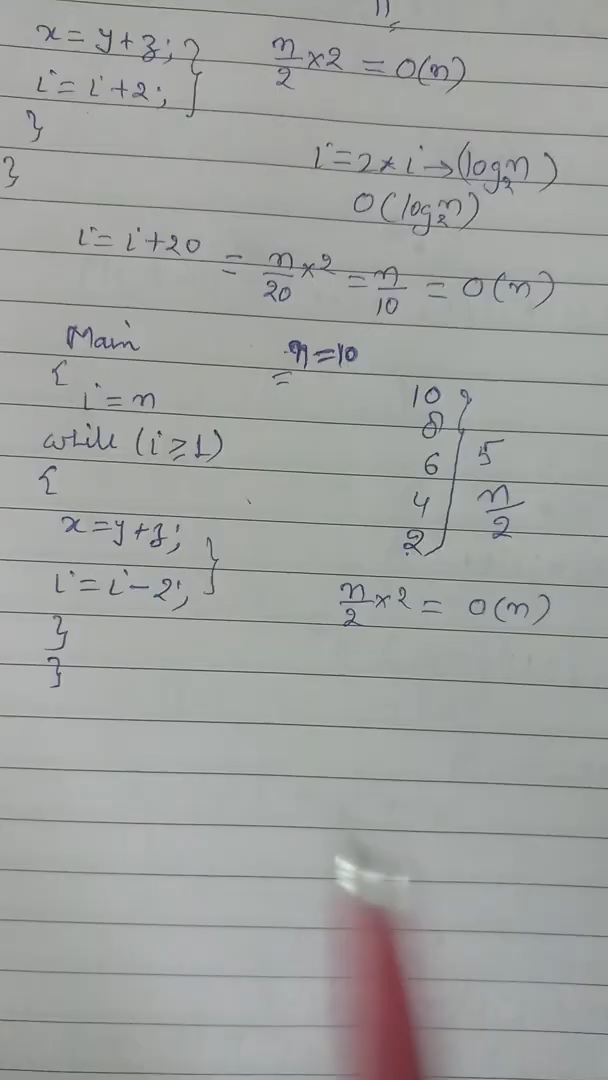 x = y + z;
i = i + 2; } n/2 × 2 = O(n)
}
}
i = 2 * i → (log₂n)
O(log₂n)
i = i + 20 = n/20 × 2 = n/10 = O(n)
Main
{
i = n
while (i ≥ 1)
{
x = y + z;
i = i - 2; }
}
}
n = 10
=
10
8
6
4
2
5
n/2
n/2 × 2 = O(n)